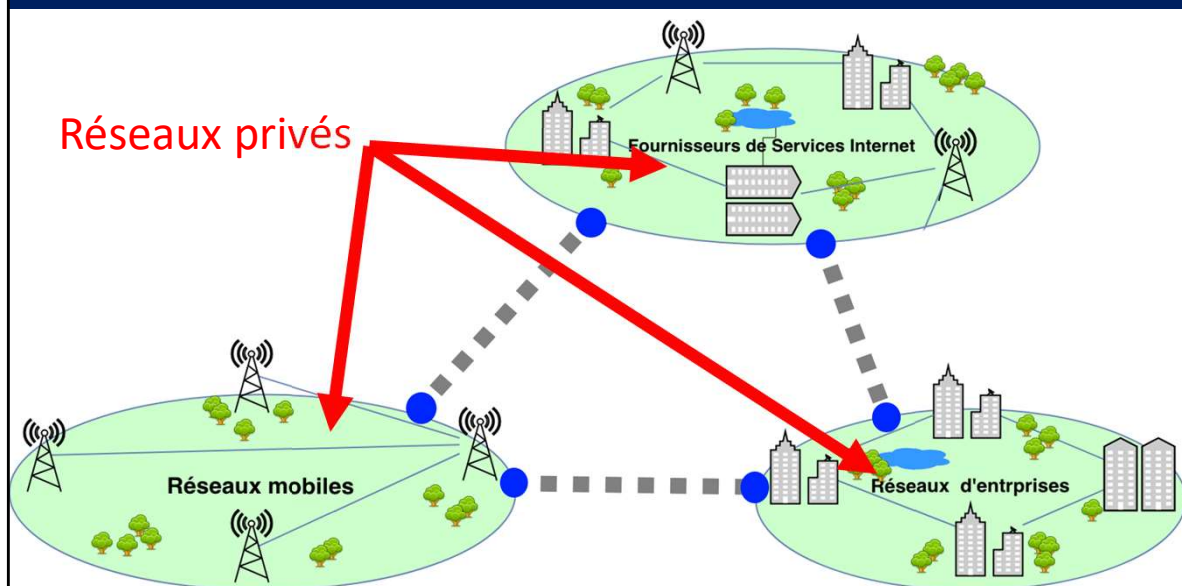 Réseaux privés
Fournisseurs de Services Internet
Réseaux mobiles
Réseaux d'entrprises